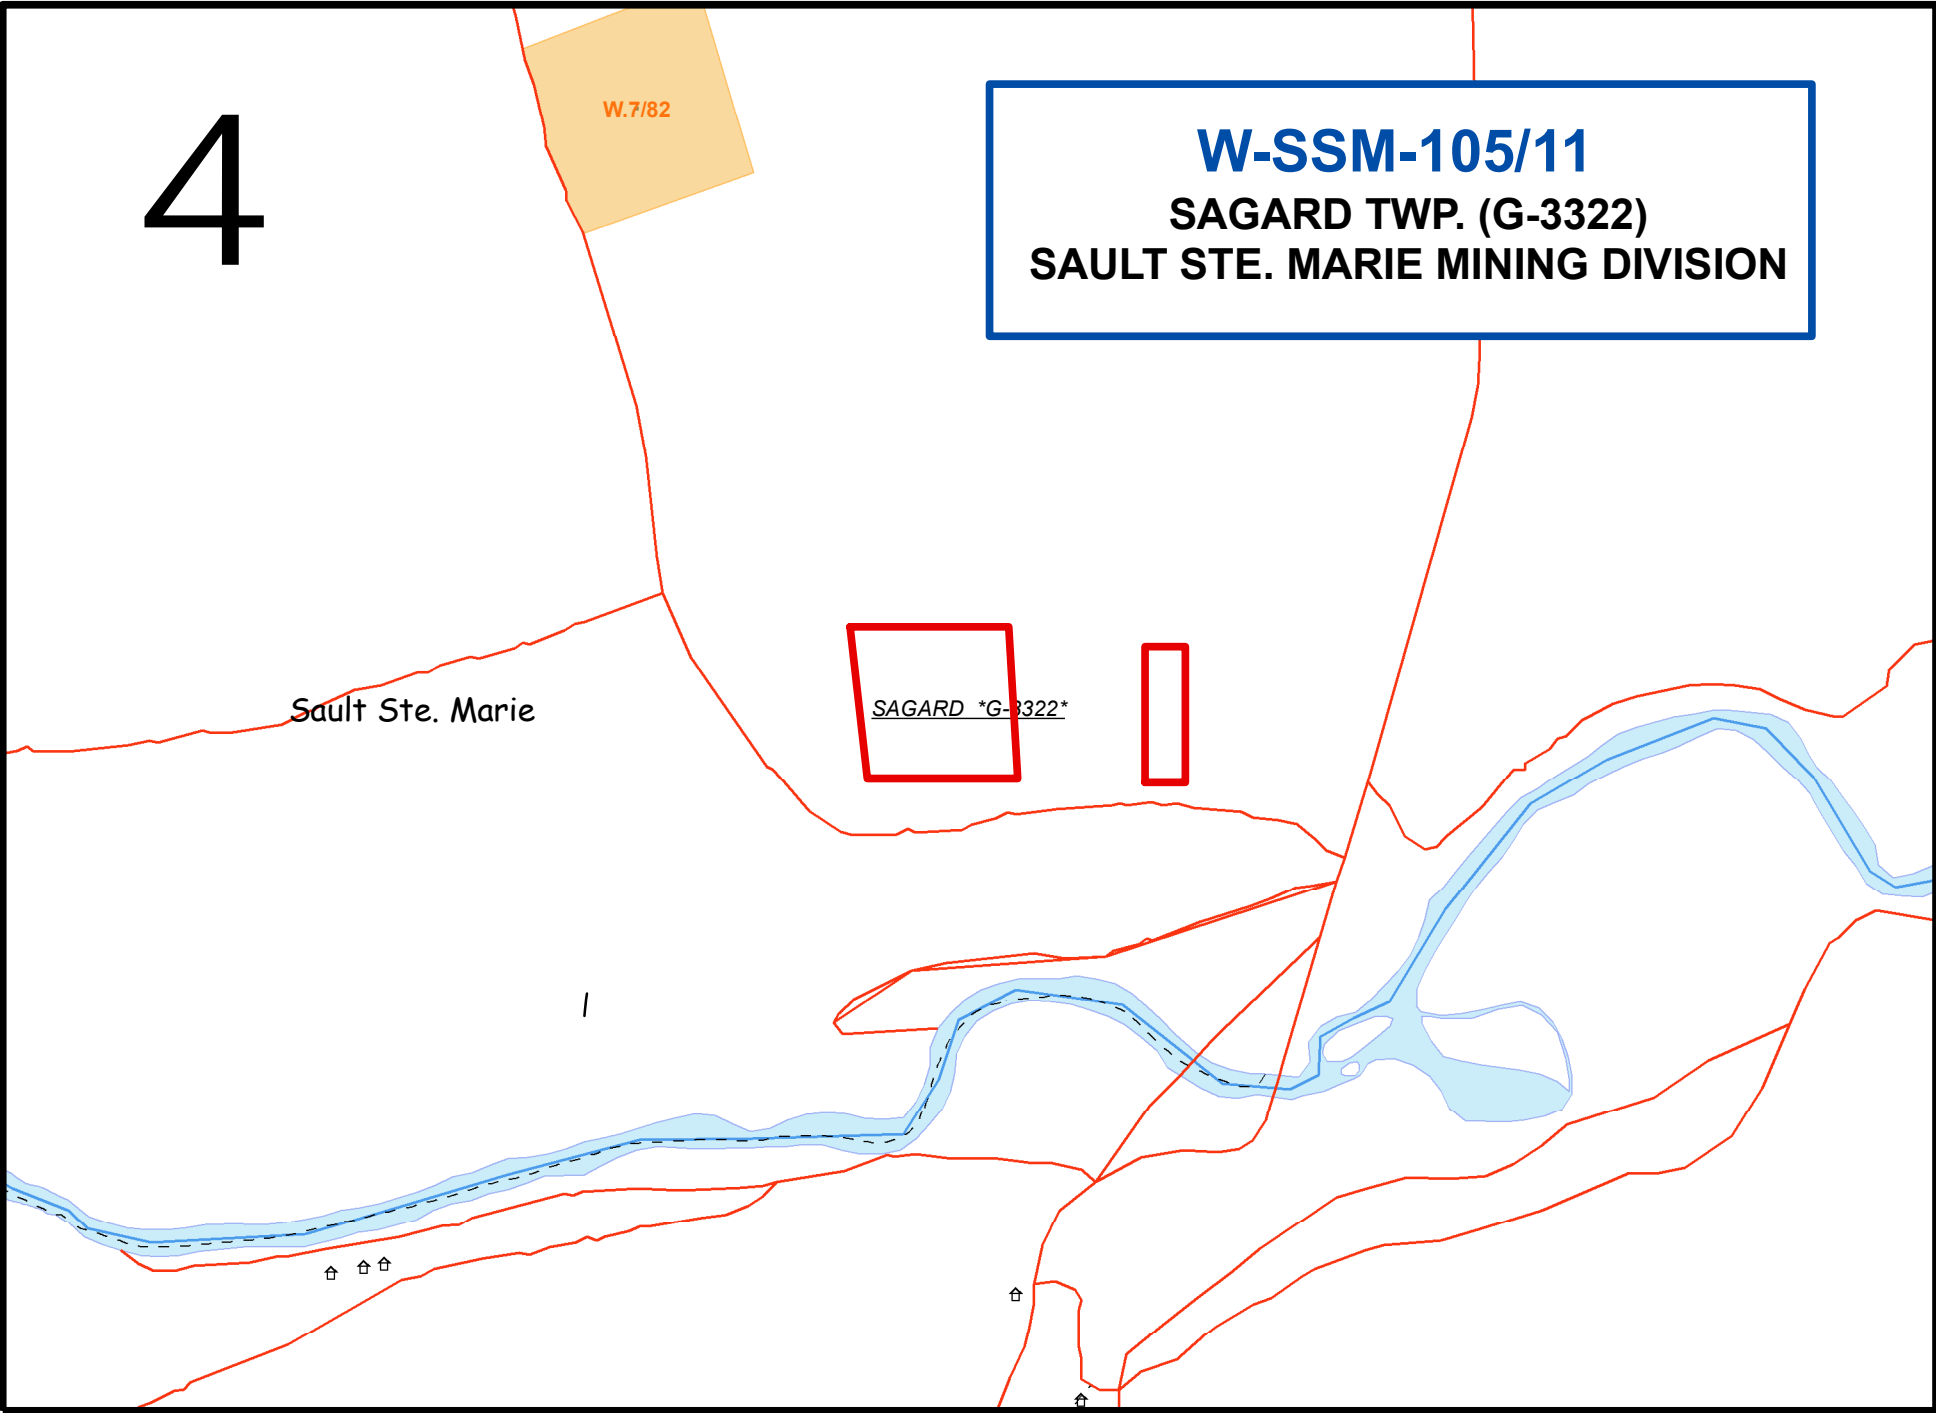 4
W.7/82
W-SSM-105/11
SAGARD TWP. (G-3322)
SAULT STE. MARIE MINING DIVISION
Sault Ste. Marie
SAGARD *G-3322*